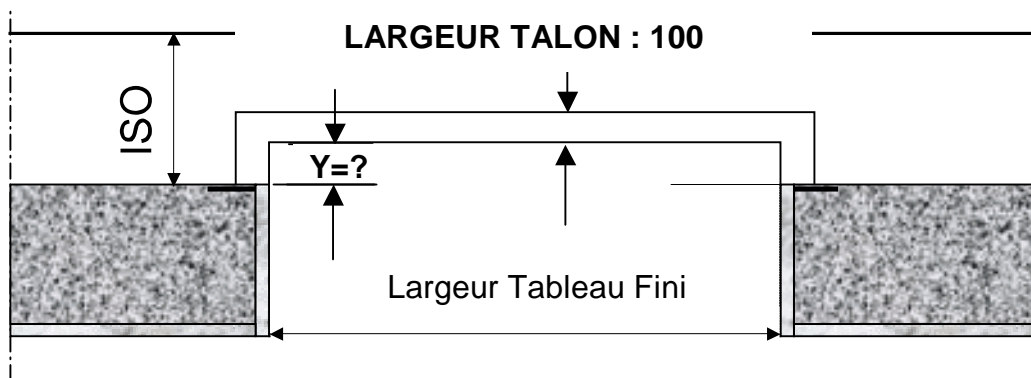 LARGEUR TALON : 100
ISO
Y=?
Largeur Tableau Fini